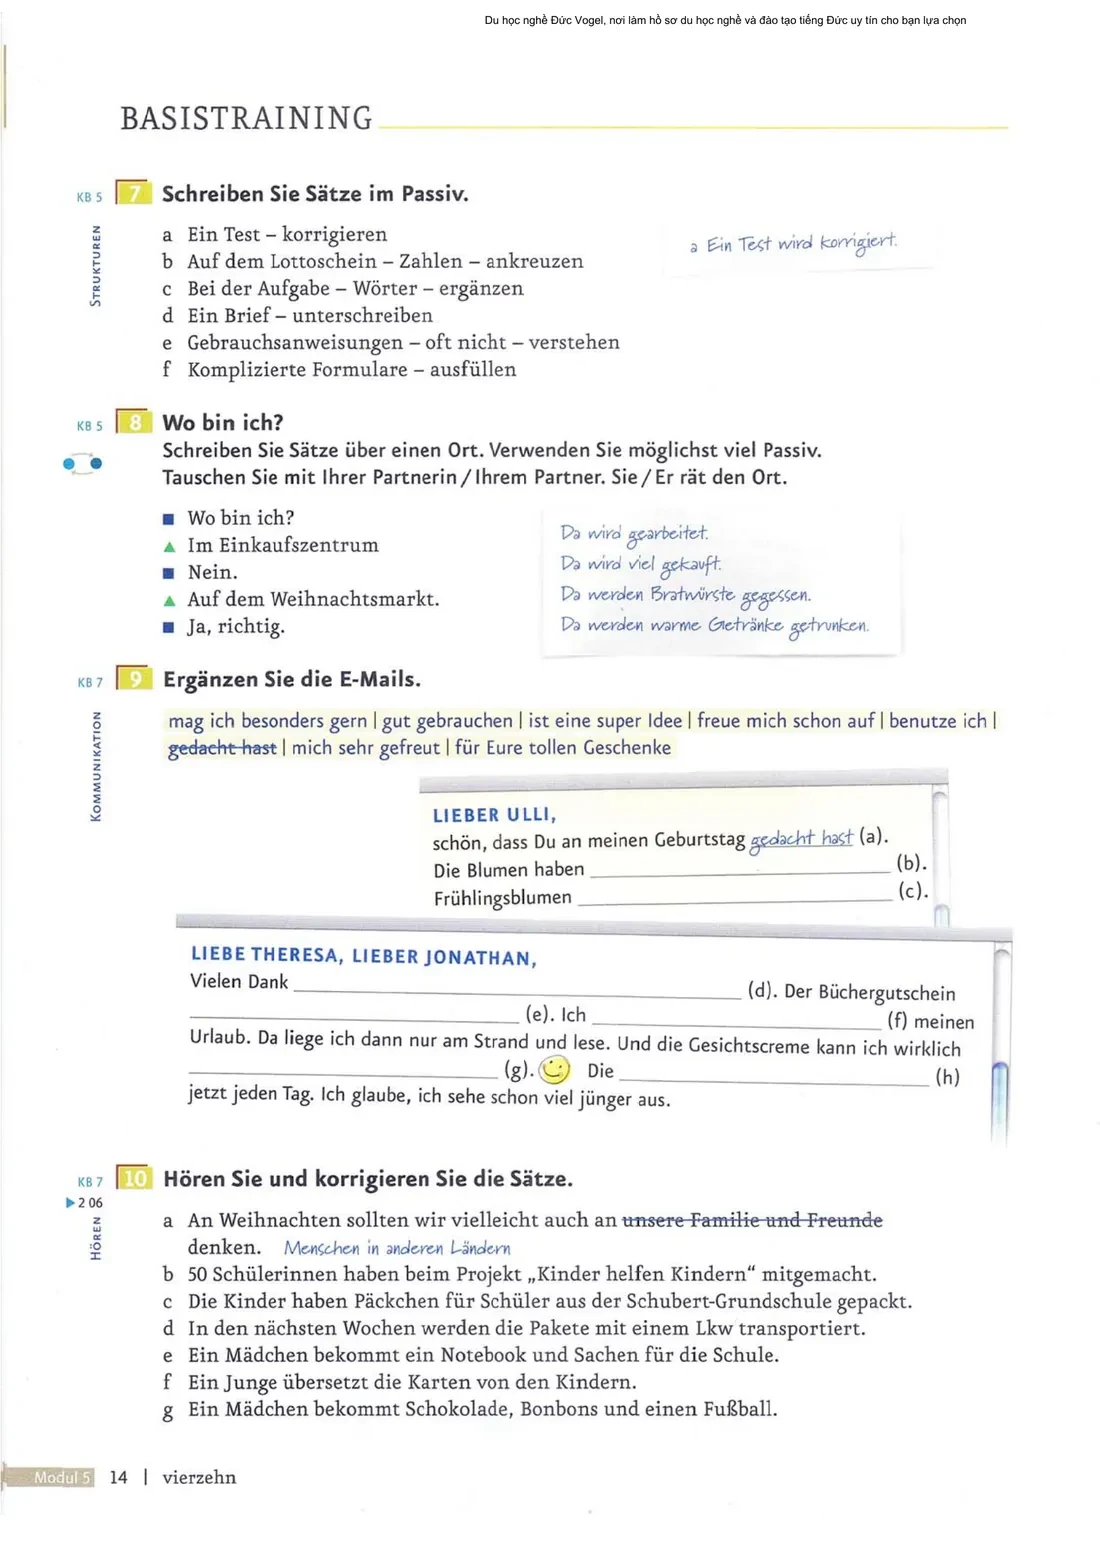 Du học nghề Đức Vogel, nơi làm hồ sơ du học nghề và đào tạo tiếng Đức uy tín cho bạn lựa chọn
BASISTRAINING
KB 5 7 Schreiben Sie Sätze im Passiv.
STRUKTUREN
a Ein Test – korrigieren
a Ein Test wird korrigiert.
b Auf dem Lottoschein – Zahlen – ankreuzen
c Bei der Aufgabe – Wörter – ergänzen
d Ein Brief – unterschreiben
e Gebrauchsanweisungen – oft nicht – verstehen
f Komplizierte Formulare – ausfüllen
KB 5 8 Wo bin ich?
Schreiben Sie Sätze über einen Ort. Verwenden Sie möglichst viel Passiv.
Tauschen Sie mit Ihrer Partnerin / Ihrem Partner. Sie / Er rät den Ort.
■ Wo bin ich?
▲ Im Einkaufszentrum
■ Nein.
▲ Auf dem Weihnachtsmarkt.
■ Ja, richtig.
Da wird gearbeitet.
Da wird viel gekauft.
Da werden Bratwürste gegessen.
Da werden warme Getränke getrunken.
KB 7 9 Ergänzen Sie die E-Mails.
KOMMUNIKATION
mag ich besonders gern | gut gebrauchen | ist eine super Idee | freue mich schon auf | benutze ich |
gedacht hast | mich sehr gefreut | für Eure tollen Geschenke
LIEBER ULLI,
schön, dass Du an meinen Geburtstag gedacht hast (a).
Die Blumen haben ____________ (b).
Frühlingsblumen ____________ (c).
LIEBE THERESA, LIEBER JONATHAN,
Vielen Dank ____________ (d). Der Büchergutschein
____________ (e). Ich ____________ (f) meinen
Urlaub. Da liege ich dann nur am Strand und lese. Und die Gesichtscreme kann ich wirklich
____________ (g). Die ____________ (h)
jetzt jeden Tag. Ich glaube, ich sehe schon viel jünger aus.
KB 7 10 Hören Sie und korrigieren Sie die Sätze.
▶2 06
HÖREN
a An Weihnachten sollten wir vielleicht auch an unsere Familie und Freunde
denken. Menschen in anderen Ländern
b 50 Schülerinnen haben beim Projekt „Kinder helfen Kindern“ mitgemacht.
c Die Kinder haben Päckchen für Schüler aus der Schubert-Grundschule gepackt.
d In den nächsten Wochen werden die Pakete mit einem Lkw transportiert.
e Ein Mädchen bekommt ein Notebook und Sachen für die Schule.
f Ein Junge übersetzt die Karten von den Kindern.
g Ein Mädchen bekommt Schokolade, Bonbons und einen Fußball.
Modul 5 14 | vierzehn